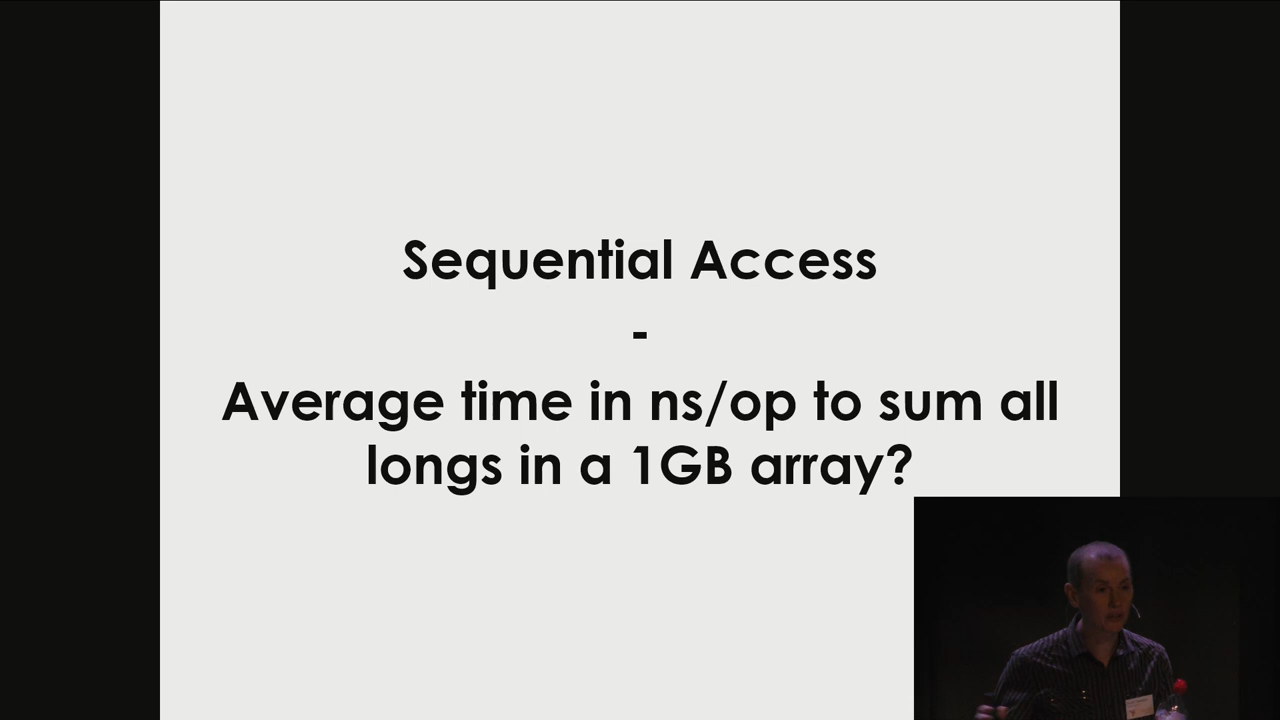 Sequential Access
-
Average time in ns/op to sum all
longs in a 1GB array?